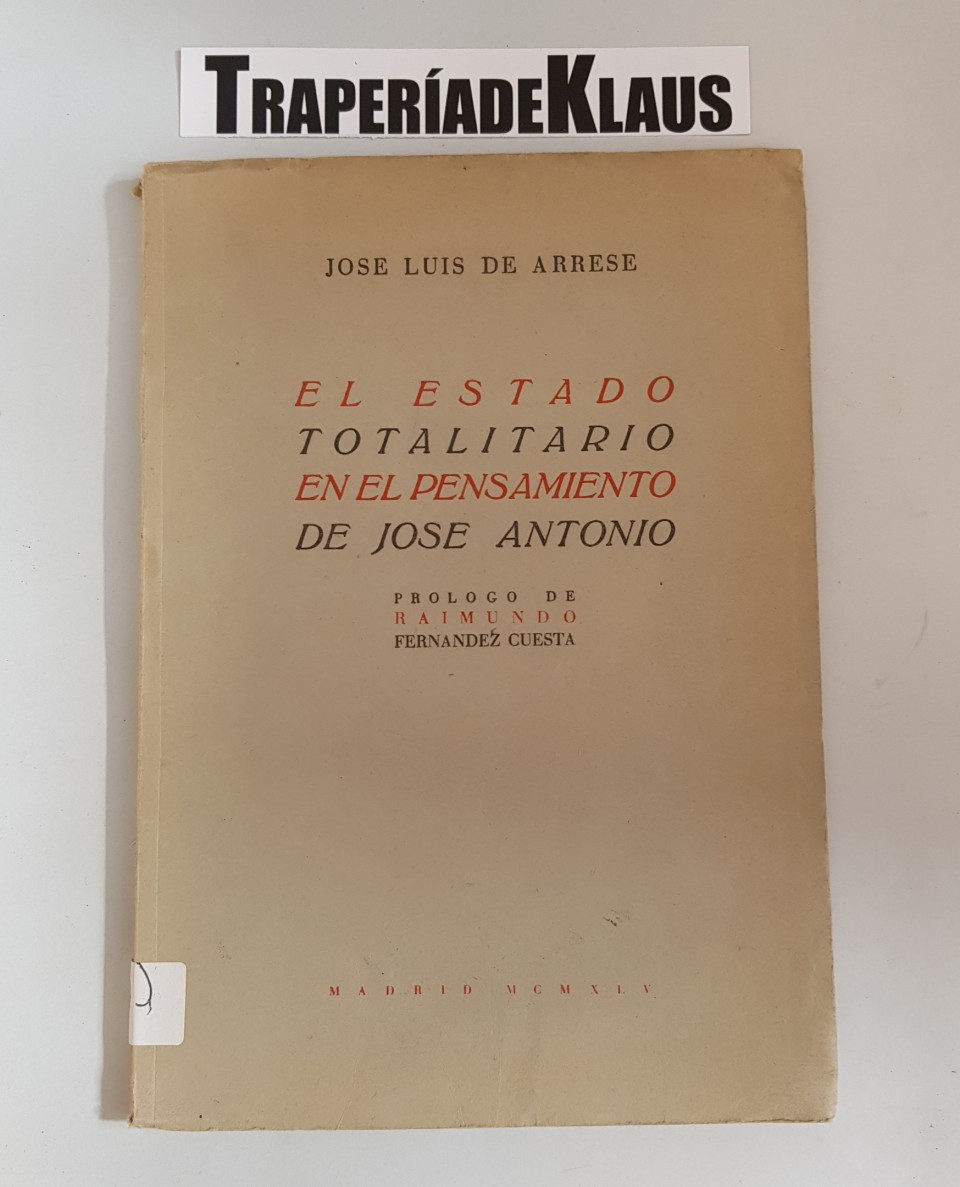 TRAPERÍADEKLAUS
JOSE LUIS DE ARRESE
EL ESTADO
TOTALITARIO
EN EL PENSAMIENTO
DE JOSE ANTONIO
PROLOGO DE
RAIMUNDO
FERNANDEZ CUESTA
MADRID MCMXLV